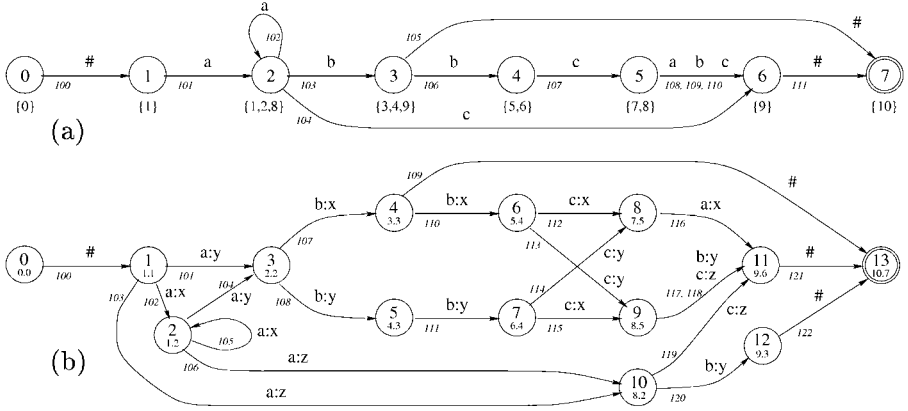 a
102
105
#
0 # 1 a 2 b 3 b 4 c 5 a b c 6 # 7
100 101 103 106 107 108, 109, 110 111
{0} {1} {1,2,8} {3,4,9} {5,6} {7,8} {9} {10}
104 c
(a)
109
#
b:x 4 b:x 6 c:x 8 a:x
3.3 5.4 7.5
107 110 112 116
113
0 # 1 a:y 3 c:y b:y 11 # 13
0.0 1.1 2.2 c:z 9.6 10.7
100 101 121
103 102 a:x 104 a:y 108 b:y 114 c:y 117, 118
5 b:y 7 c:x 9
4.3 6.4 8.5
111 115
2 105 a:x
1.2
c:z 12 #
9.3 122
106 a:z 119
(b)
a:z 10 b:y
8.2
120